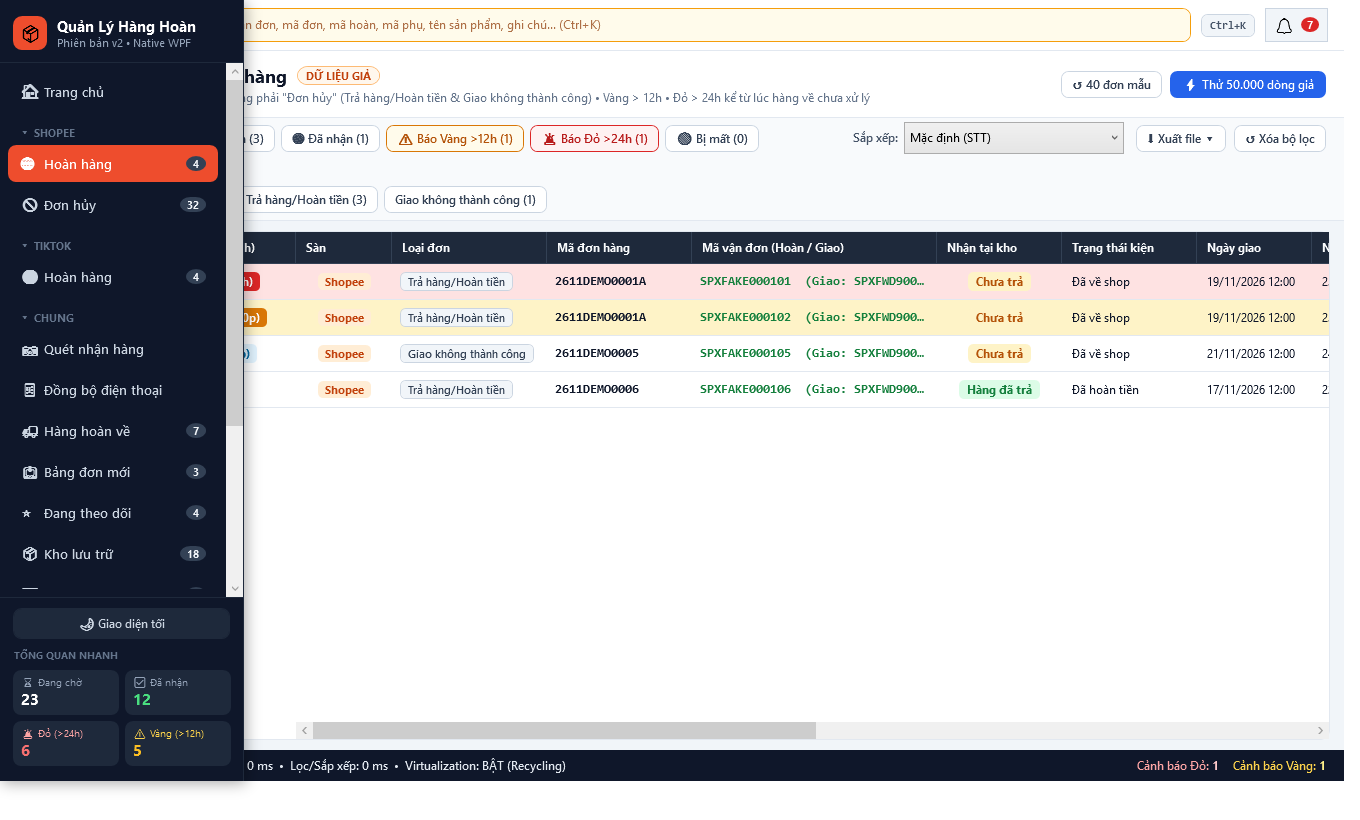 Quản Lý Hàng Hoàn
Phiên bản v2 • Native WPF
Trang chủ
SHOPEE
Hoàn hàng 4
Đơn hủy 32
TIKTOK
Hoàn hàng 4
CHUNG
Quét nhận hàng
Đồng bộ điện thoại
Hàng hoàn về 7
Bảng đơn mới 3
Đang theo dõi 4
Kho lưu trữ 18
Giao diện tối
TỔNG QUAN NHANH
Đang chờ
23
Đã nhận
12
Đỏ (>24h)
6
Vàng (>12h)
5
đơn, mã đơn, mã hoàn, mã phụ, tên sản phẩm, ghi chú... (Ctrl+K)
Ctrl+K
7
hàng DỮ LIỆU GIẢ
phải "Đơn hủy" (Trả hàng/Hoàn tiền & Giao không thành công) • Vàng > 12h • Đỏ > 24h kể từ lúc hàng về chưa xử lý
↺ 40 đơn mẫu
Thử 50.000 dòng giả
(3)
Đã nhận (1)
Báo Vàng >12h (1)
Báo Đỏ >24h (1)
Bị mất (0)
Sắp xếp: Mặc định (STT)
⬇ Xuất file ▼
↺ Xóa bộ lọc
Trả hàng/Hoàn tiền (3)
Giao không thành công (1)
h) Sàn Loại đơn Mã đơn hàng Mã vận đơn (Hoàn / Giao) Nhận tại kho Trạng thái kiện Ngày giao N
h) Shopee Trả hàng/Hoàn tiền 2611DEMO0001A SPXFAKE000101 (Giao: SPXFWD900… Chưa trả Đã về shop 19/11/2026 12:00 2
0p) Shopee Trả hàng/Hoàn tiền 2611DEMO0001A SPXFAKE000102 (Giao: SPXFWD900… Chưa trả Đã về shop 19/11/2026 12:00 2
) Shopee Giao không thành công 2611DEMO0005 SPXFAKE000105 (Giao: SPXFWD900… Chưa trả Đã về shop 21/11/2026 12:00 2
Shopee Trả hàng/Hoàn tiền 2611DEMO0006 SPXFAKE000106 (Giao: SPXFWD900… Hàng đã trả Đã hoàn tiền 17/11/2026 12:00 2
0 ms • Lọc/Sắp xếp: 0 ms • Virtualization: BẬT (Recycling)
Cảnh báo Đỏ: 1 Cảnh báo Vàng: 1